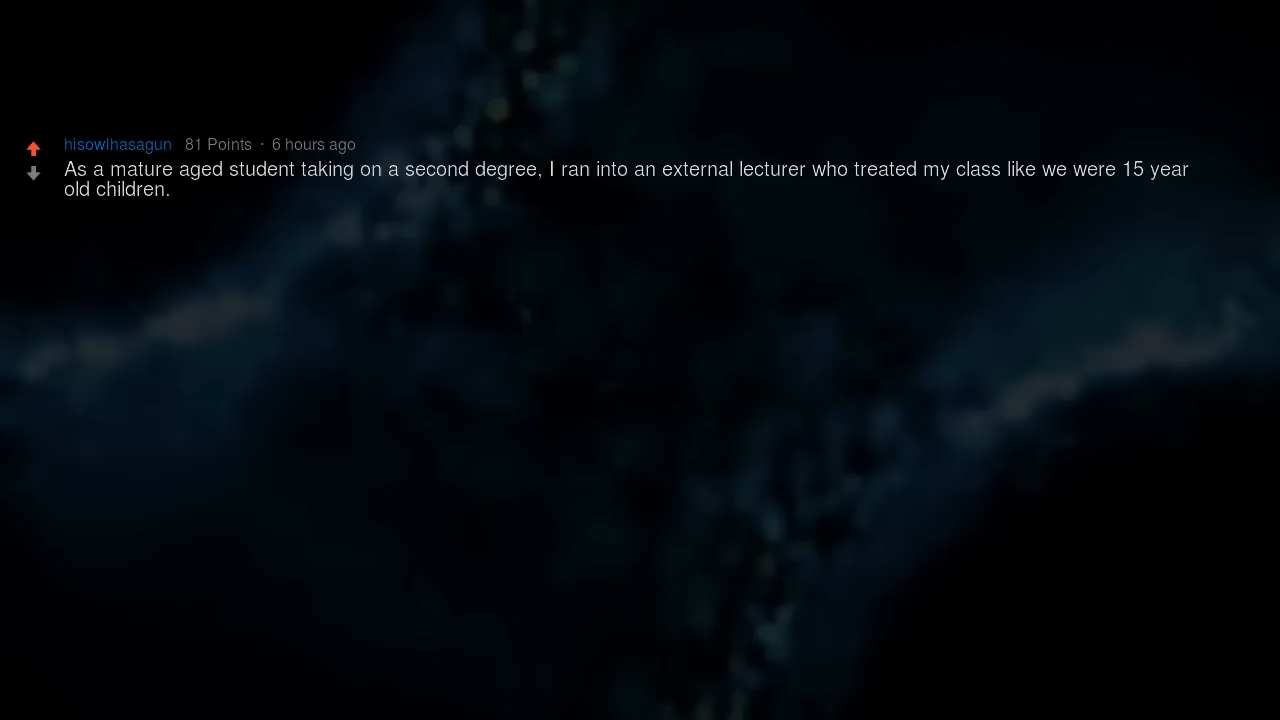 hisowlhasagun 81 Points · 6 hours ago
As a mature aged student taking on a second degree, I ran into an external lecturer who treated my class like we were 15 year
old children.